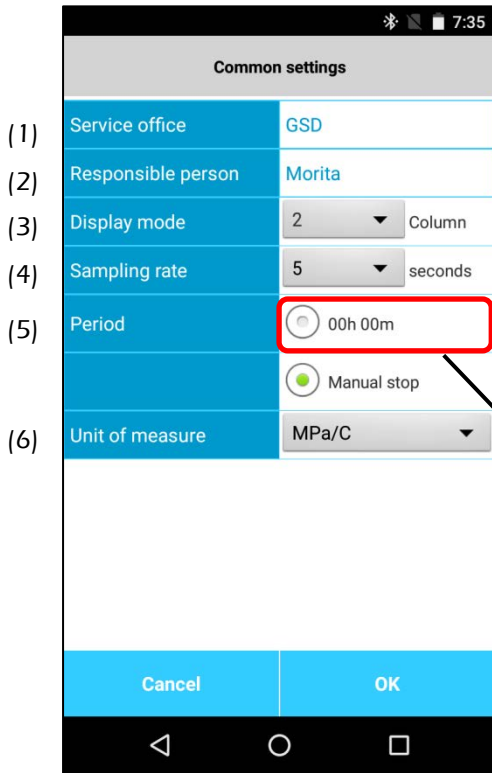 7:35
Common settings
(1) Service office GSD
(2) Responsible person Morita
(3) Display mode 2 Column
(4) Sampling rate 5 seconds
(5) Period 00h 00m
Manual stop
(6) Unit of measure MPa/C
Cancel OK